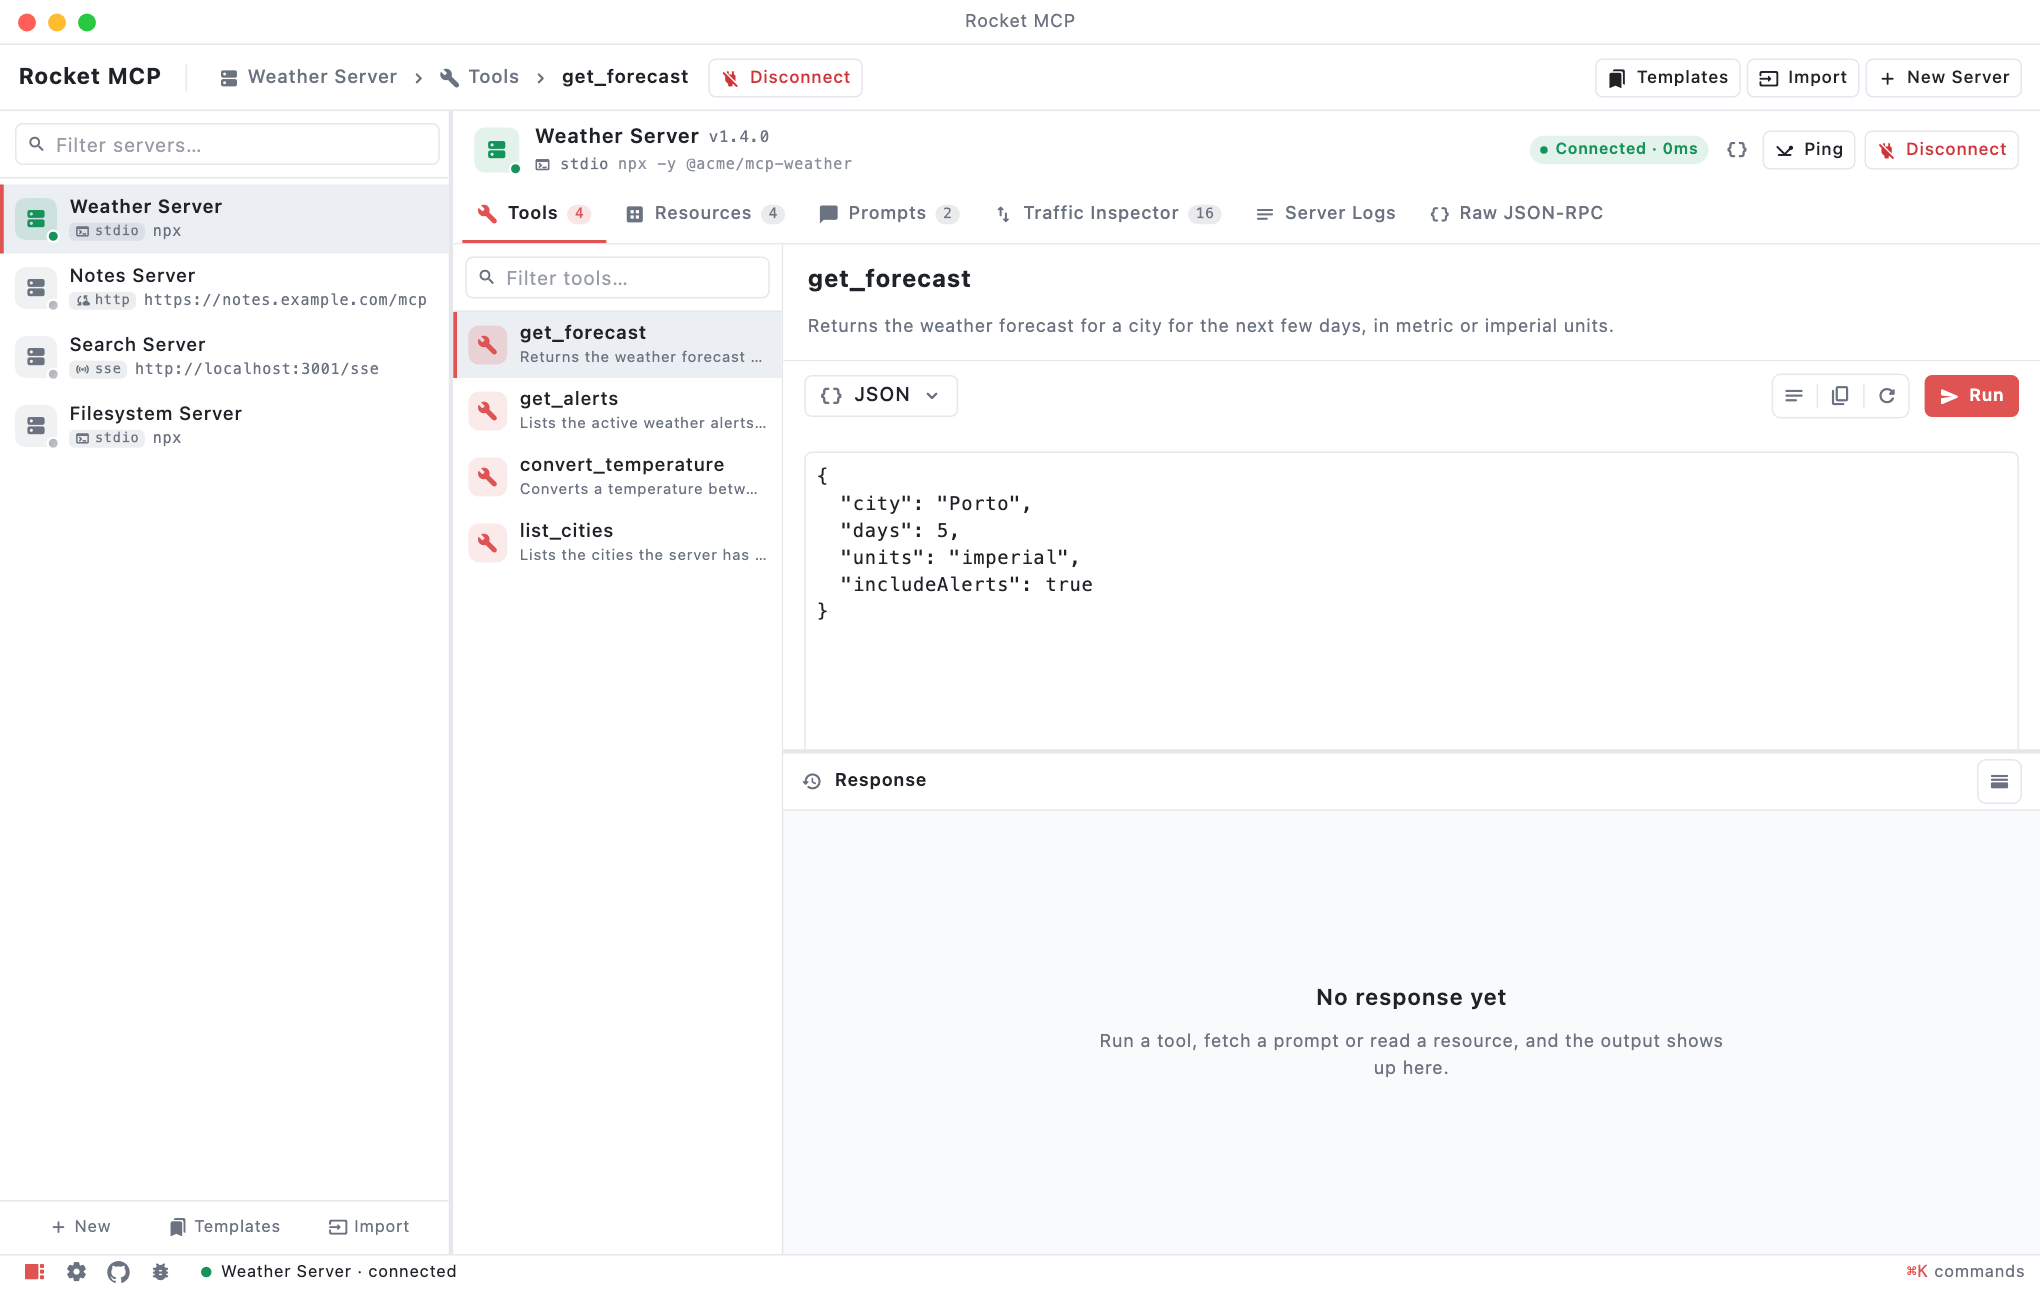 Rocket MCP
Rocket MCP
Weather Server › Tools › get_forecast
Disconnect
Templates
Import
+ New Server
Filter servers...
Weather Server
stdio npx
Notes Server
http https://notes.example.com/mcp
Search Server
sse http://localhost:3001/sse
Filesystem Server
stdio npx
+ New
Templates
Import
Weather Server v1.4.0
stdio npx -y @acme/mcp-weather
Connected · 0ms
{} Ping
Disconnect
Tools 4
Resources 4
Prompts 2
Traffic Inspector 16
Server Logs
{} Raw JSON-RPC
Filter tools...
get_forecast
Returns the weather forecast ...
get_alerts
Lists the active weather alerts...
convert_temperature
Converts a temperature betw...
list_cities
Lists the cities the server has ...
get_forecast
Returns the weather forecast for a city for the next few days, in metric or imperial units.
{} JSON
Run
{
  "city": "Porto",
  "days": 5,
  "units": "imperial",
  "includeAlerts": true
}
Response
No response yet
Run a tool, fetch a prompt or read a resource, and the output shows
up here.
Weather Server · connected
⌘K commands